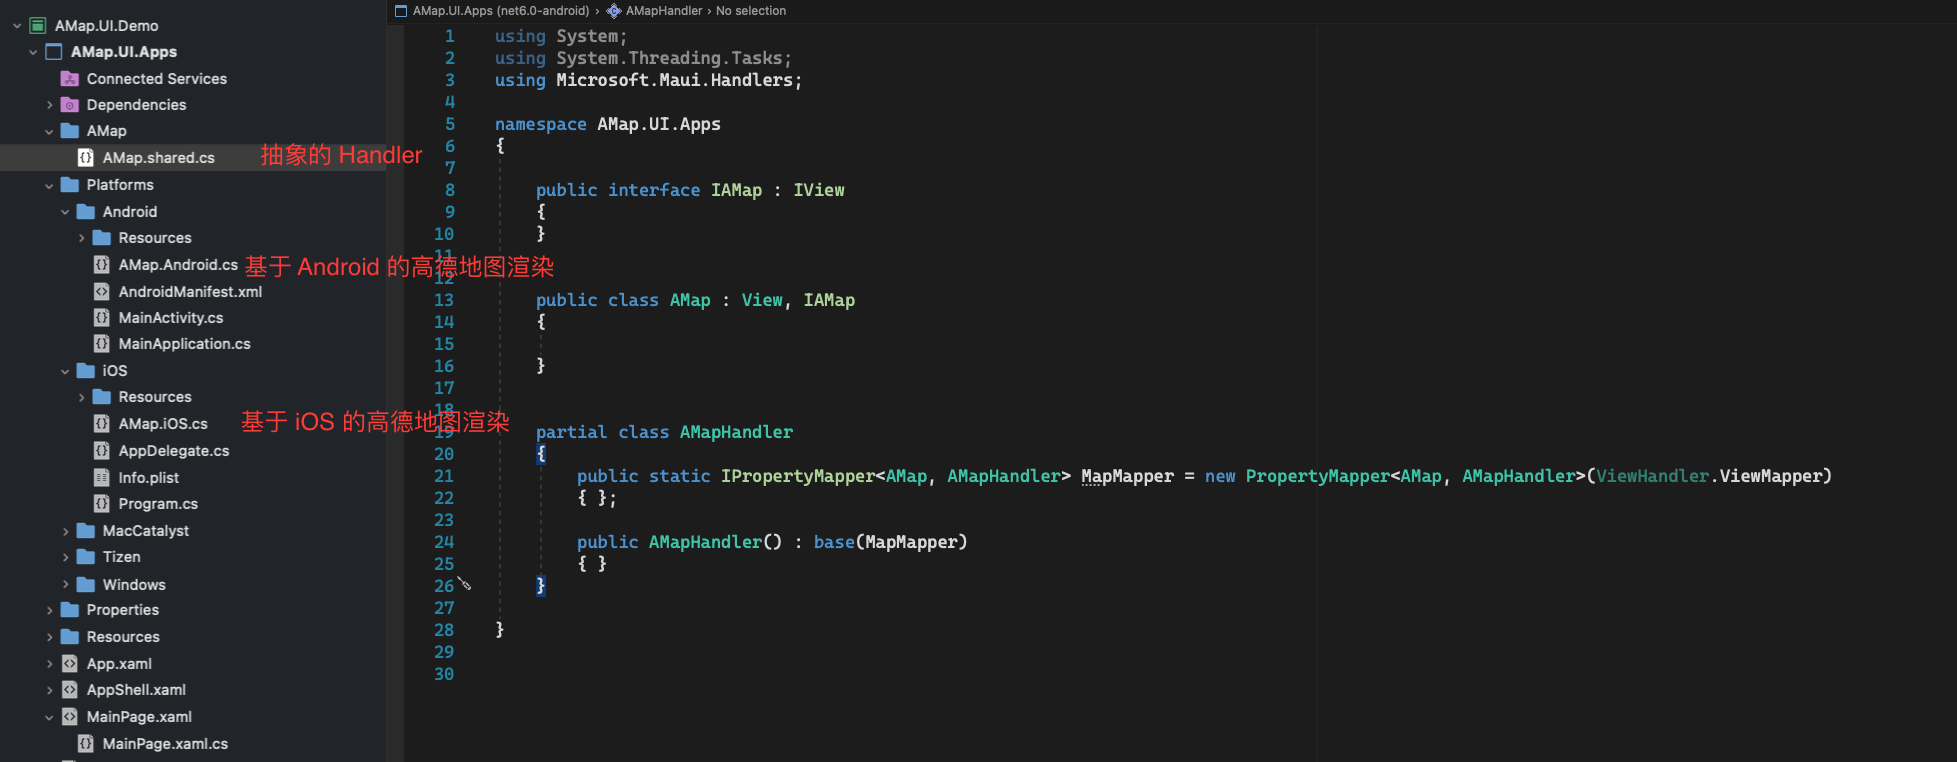 AMap.UI.Demo
AMap.UI.Apps
Connected Services
Dependencies
AMap
AMap.shared.cs
抽象的 Handler
Platforms
Android
Resources
AMap.Android.cs
基于 Android 的高德地图渲染
AndroidManifest.xml
MainActivity.cs
MainApplication.cs
iOS
Resources
AMap.iOS.cs
基于 iOS 的高德地图渲染
AppDelegate.cs
Info.plist
Program.cs
MacCatalyst
Tizen
Windows
Properties
Resources
App.xaml
AppShell.xaml
MainPage.xaml
MainPage.xaml.cs
AMap.UI.Apps (net6.0-android) › AMapHandler › No selection
1 using System;
2 using System.Threading.Tasks;
3 using Microsoft.Maui.Handlers;
4
5 namespace AMap.UI.Apps
6 {
7
8 public interface IAMap : IView
9 {
10 }
11
12
13 public class AMap : View, IAMap
14 {
15
16 }
17
18
19 partial class AMapHandler
20 {
21 public static IPropertyMapper<AMap, AMapHandler> MapMapper = new PropertyMapper<AMap, AMapHandler>(ViewHandler.ViewMapper)
22 { };
23
24 public AMapHandler() : base(MapMapper)
25 { }
26 }
27
28 }
29
30